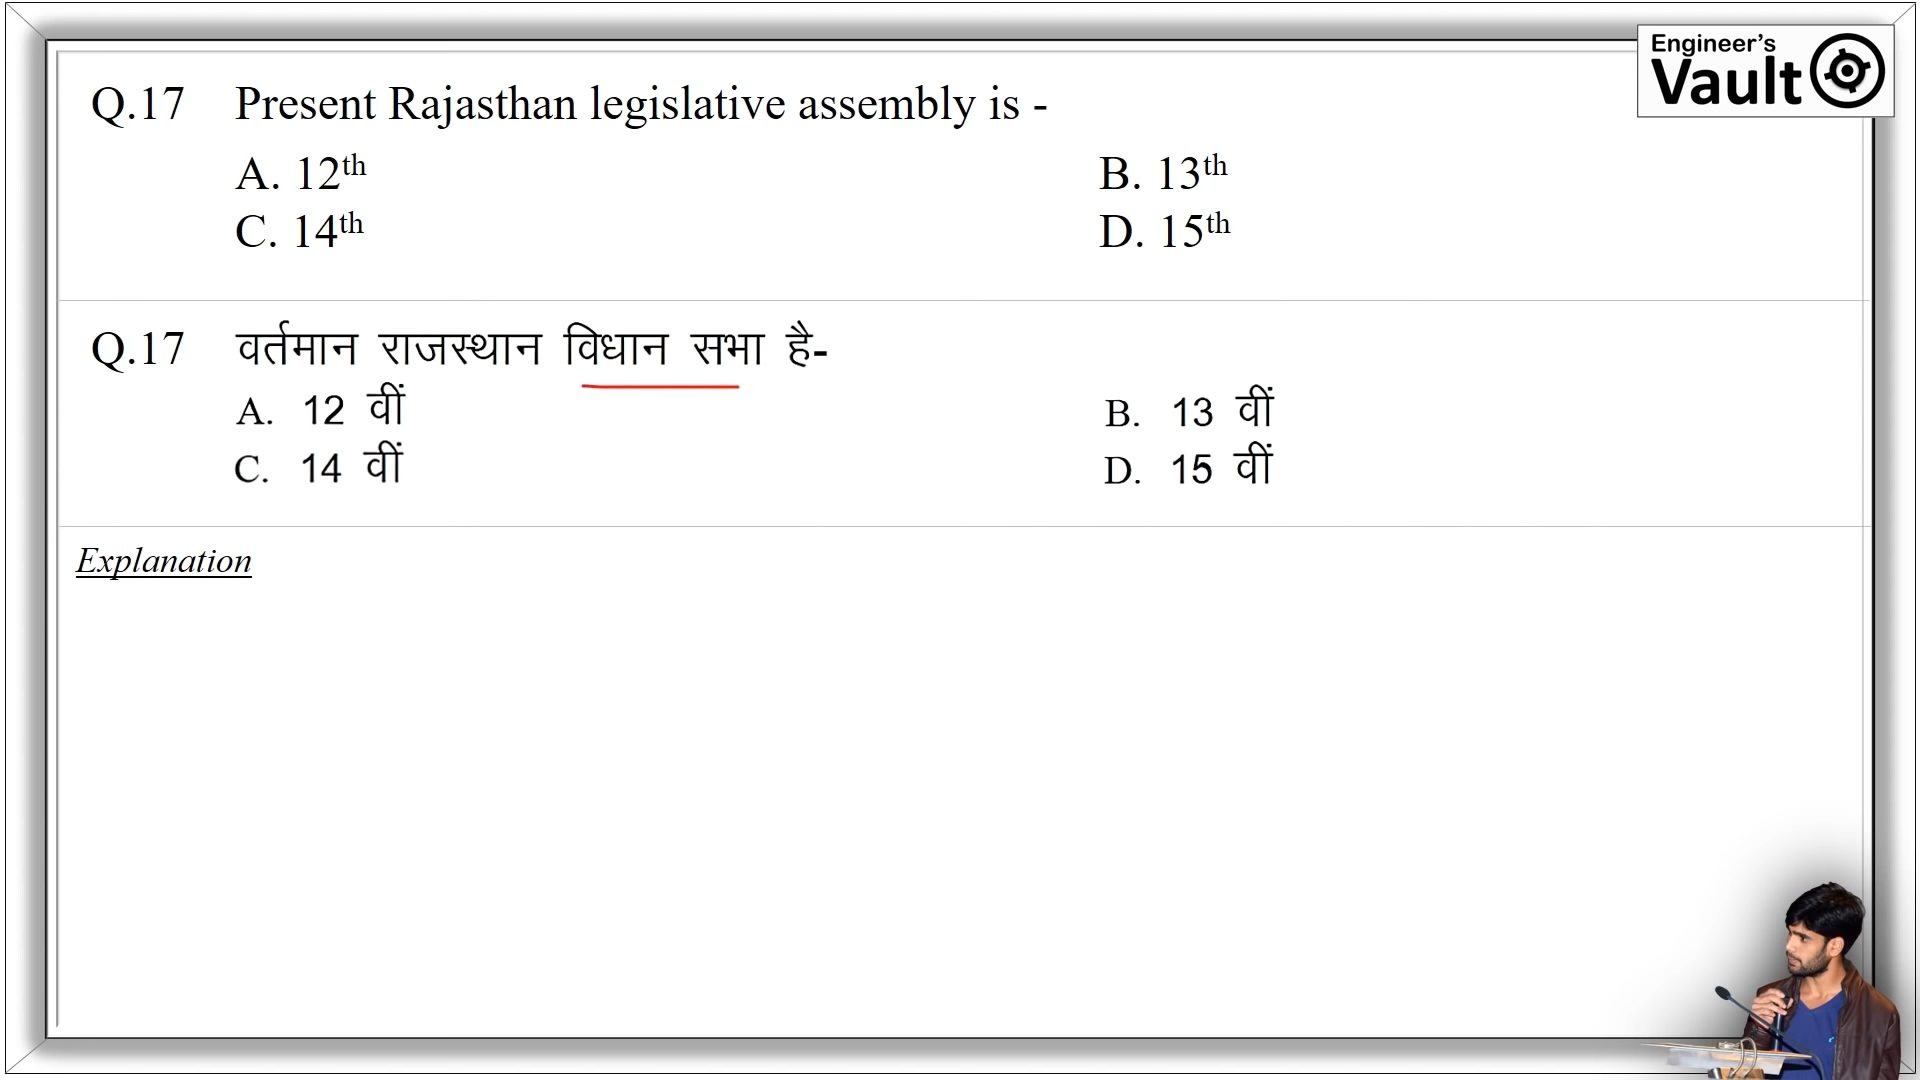 Engineer's
Vault
Q.17 Present Rajasthan legislative assembly is -
A. 12th
B. 13th
C. 14th
D. 15th
Q.17 वर्तमान राजस्थान विधान सभा है-
A. 12 वीं
B. 13 वीं
C. 14 वीं
D. 15 वीं
Explanation